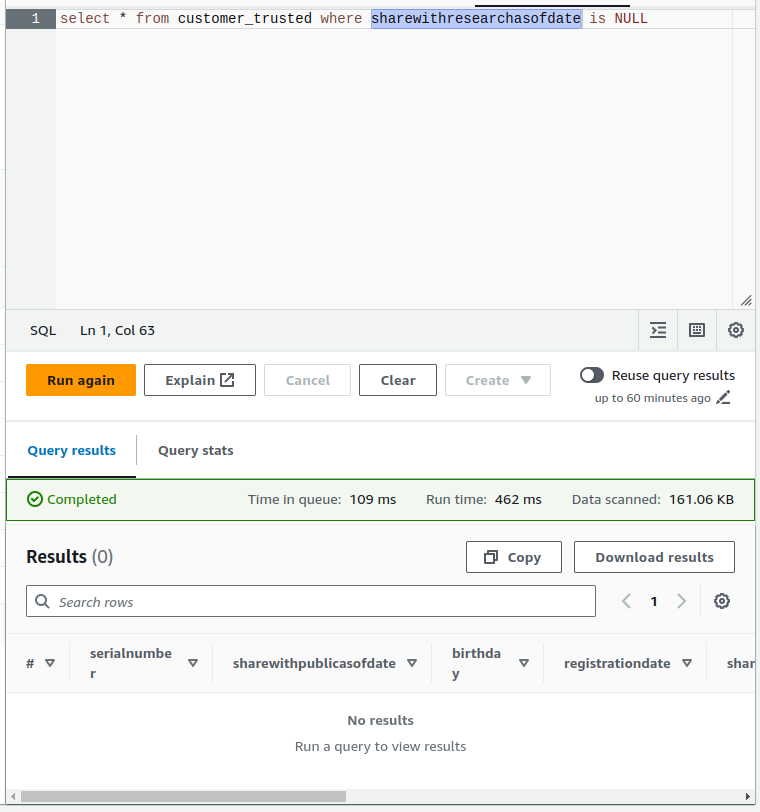 1 select * from customer_trusted where sharewithresearchasofdate is NULL
SQL Ln 1, Col 63
Run again Explain Cancel Clear Create Reuse query results
up to 60 minutes ago
Query results Query stats
Completed Time in queue: 109 ms Run time: 462 ms Data scanned: 161.06 KB
Results (0) Copy Download results
Search rows 1
# serialnumbe
r sharewithpublicasofdate birthda
y registrationdate shar
No results
Run a query to view results